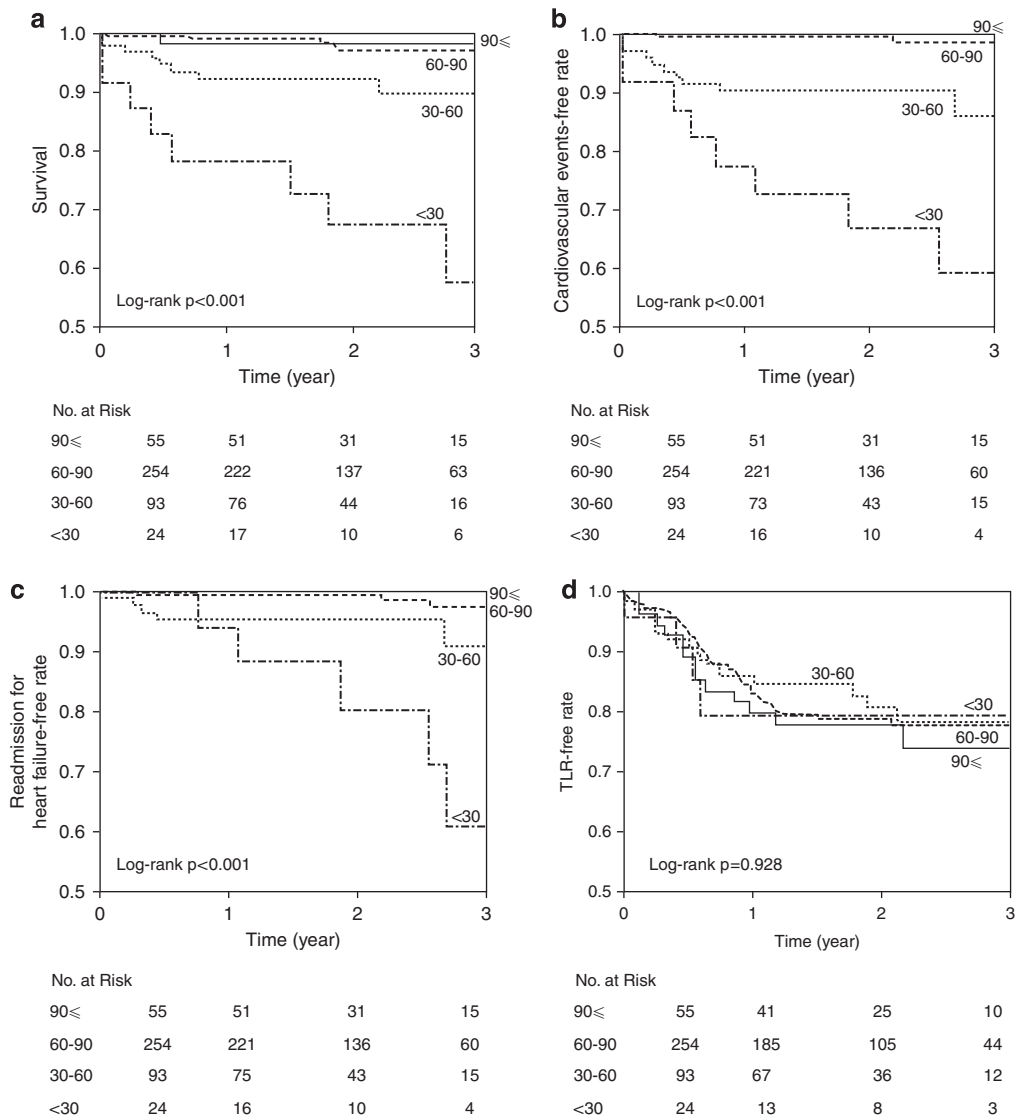 a
Survival
1.0
0.9
0.8
0.7
0.6
0.5
90⩽
60-90
30-60
<30
Log-rank p<0.001
0 1 2 3
Time (year)
No. at Risk
90⩽ 55 51 31 15
60-90 254 222 137 63
30-60 93 76 44 16
<30 24 17 10 6
b
Cardiovascular events-free rate
1.0
0.9
0.8
0.7
0.6
0.5
90⩽
60-90
30-60
<30
Log-rank p<0.001
0 1 2 3
Time (year)
No. at Risk
90⩽ 55 51 31 15
60-90 254 221 136 60
30-60 93 73 43 15
<30 24 16 10 4
c
Readmission for
heart failure-free rate
1.0
0.9
0.8
0.7
0.6
0.5
90⩽
60-90
30-60
<30
Log-rank p<0.001
0 1 2 3
Time (year)
No. at Risk
90⩽ 55 51 31 15
60-90 254 221 136 60
30-60 93 75 43 15
<30 24 16 10 4
d
TLR-free rate
1.0
0.9
0.8
0.7
0.6
0.5
30-60
<30
60-90
90⩽
Log-rank p=0.928
0 1 2 3
Time (year)
No. at Risk
90⩽ 55 41 25 10
60-90 254 185 105 44
30-60 93 67 36 12
<30 24 13 8 3